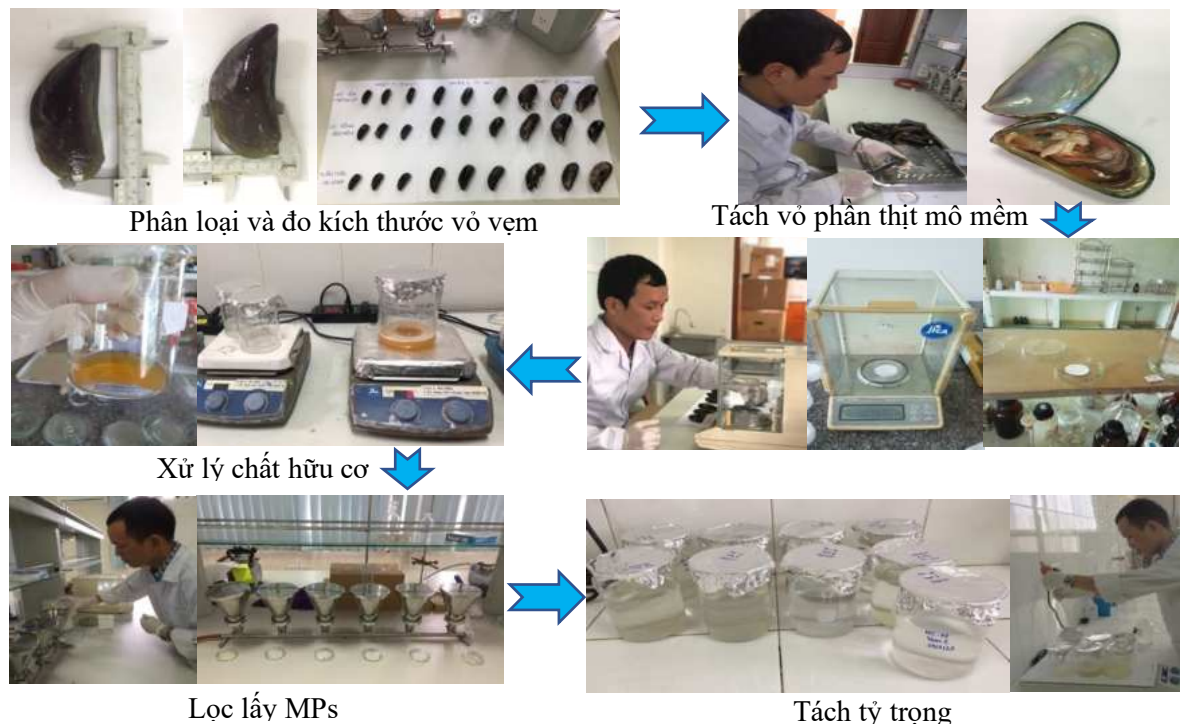 Phân loại và đo kích thước vỏ vẹm
Tách vỏ phần thịt mô mềm
JICA
Xử lý chất hữu cơ
Lọc lấy MPs
Tách tỷ trọng